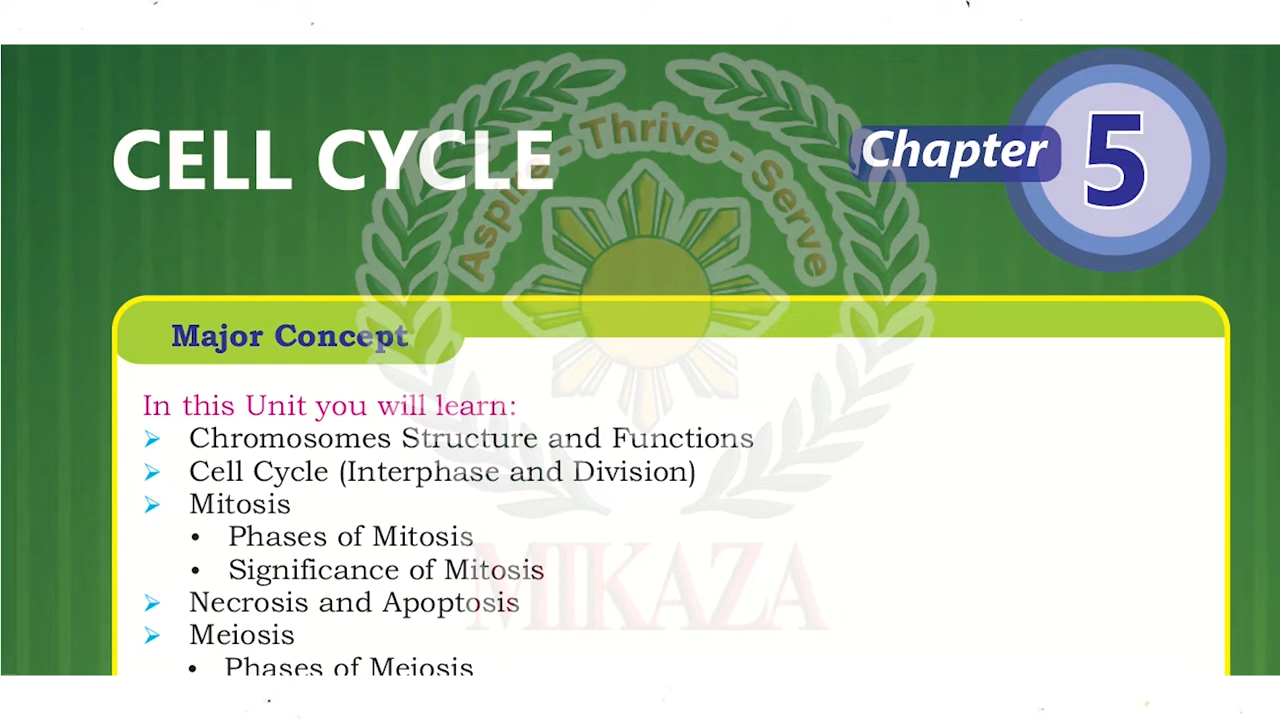 CELL CYCLE
Chapter 5
Aspire - Thrive - Serve
Major Concept
In this Unit you will learn:
➢ Chromosomes Structure and Functions
➢ Cell Cycle (Interphase and Division)
➢ Mitosis
• Phases of Mitosis
• Significance of Mitosis
➢ Necrosis and Apoptosis
➢ Meiosis
• Phases of Meiosis
MIKAZA